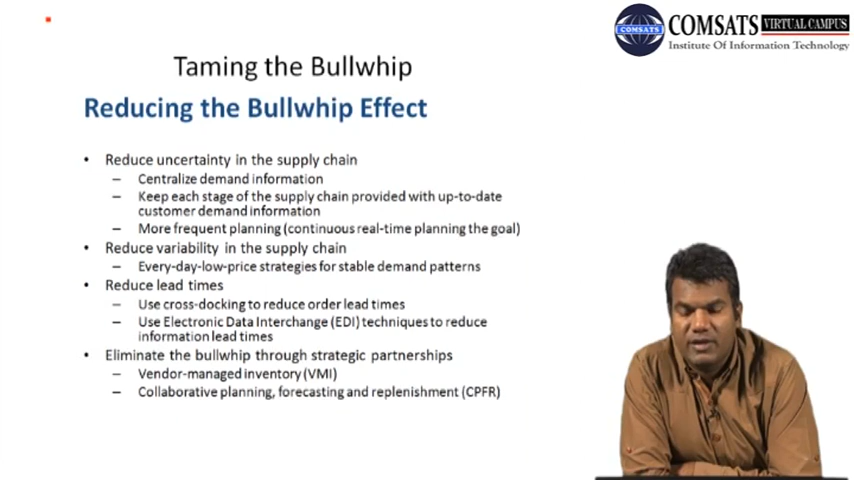 COMSATS VIRTUAL CAMPUS
COMSATS
Institute Of Information Technology
Taming the Bullwhip
Reducing the Bullwhip Effect
• Reduce uncertainty in the supply chain
– Centralize demand information
– Keep each stage of the supply chain provided with up-to-date
customer demand information
– More frequent planning (continuous real-time planning the goal)
• Reduce variability in the supply chain
– Every-day-low-price strategies for stable demand patterns
• Reduce lead times
– Use cross-docking to reduce order lead times
– Use Electronic Data Interchange (EDI) techniques to reduce
information lead times
• Eliminate the bullwhip through strategic partnerships
– Vendor-managed inventory (VMI)
– Collaborative planning, forecasting and replenishment (CPFR)